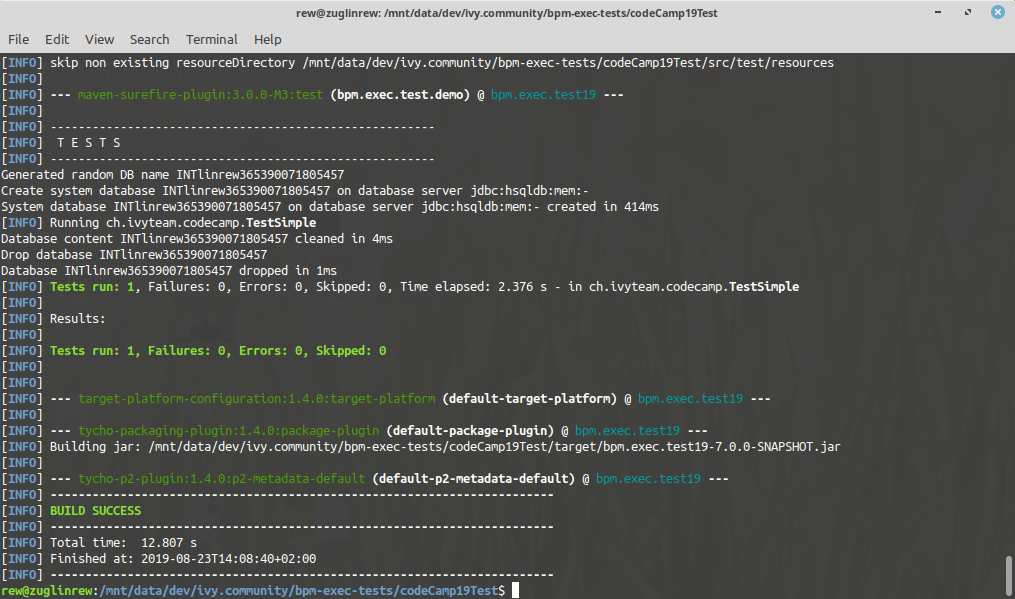 rew@zuglinrew: /mnt/data/dev/ivy.community/bpm-exec-tests/codeCamp19Test
File Edit View Search Terminal Help
[INFO] skip non existing resourceDirectory /mnt/data/dev/ivy.community/bpm-exec-tests/codeCamp19Test/src/test/resources
[INFO]
[INFO] --- maven-surefire-plugin:3.0.0-M3:test (bpm.exec.test.demo) @ bpm.exec.test19 ---
[INFO]
[INFO] -------------------------------------------------------
[INFO]  T E S T S
[INFO] -------------------------------------------------------
Generated random DB name INTlinrew365390071805457
Create system database INTlinrew365390071805457 on database server jdbc:hsqldb:mem:-
System database INTlinrew365390071805457 on database server jdbc:hsqldb:mem:- created in 414ms
[INFO] Running ch.ivyteam.codecamp.TestSimple
Database content INTlinrew365390071805457 cleaned in 4ms
Drop database INTlinrew365390071805457
Database INTlinrew365390071805457 dropped in 1ms
[INFO] Tests run: 1, Failures: 0, Errors: 0, Skipped: 0, Time elapsed: 2.376 s - in ch.ivyteam.codecamp.TestSimple
[INFO]
[INFO] Results:
[INFO]
[INFO] Tests run: 1, Failures: 0, Errors: 0, Skipped: 0
[INFO]
[INFO]
[INFO] --- target-platform-configuration:1.4.0:target-platform (default-target-platform) @ bpm.exec.test19 ---
[INFO]
[INFO] --- tycho-packaging-plugin:1.4.0:package-plugin (default-package-plugin) @ bpm.exec.test19 ---
[INFO] Building jar: /mnt/data/dev/ivy.community/bpm-exec-tests/codeCamp19Test/target/bpm.exec.test19-7.0.0-SNAPSHOT.jar
[INFO]
[INFO] --- tycho-p2-plugin:1.4.0:p2-metadata-default (default-p2-metadata-default) @ bpm.exec.test19 ---
[INFO] ------------------------------------------------------------------------
[INFO] BUILD SUCCESS
[INFO] ------------------------------------------------------------------------
[INFO] Total time:  12.807 s
[INFO] Finished at: 2019-08-23T14:08:40+02:00
[INFO] ------------------------------------------------------------------------
rew@zuglinrew:/mnt/data/dev/ivy.community/bpm-exec-tests/codeCamp19Test$